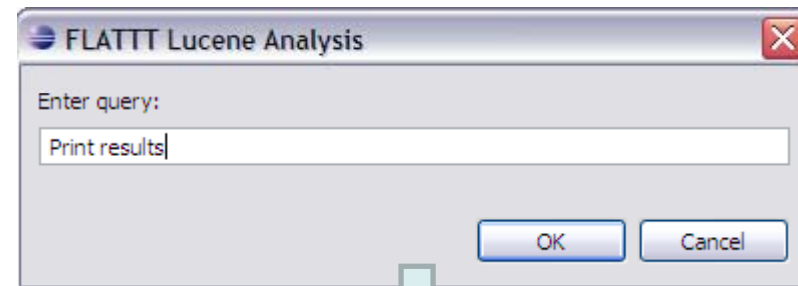 FLATTT Lucene Analysis
Enter query:
Print results
OK Cancel